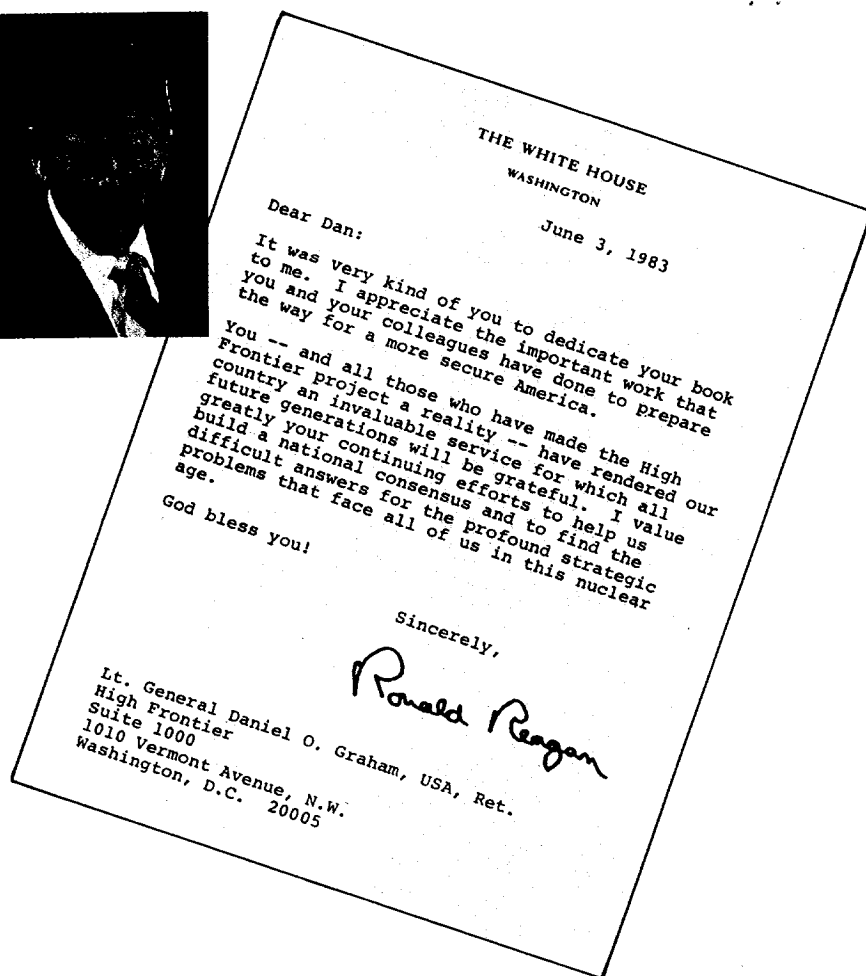 THE WHITE HOUSE
WASHINGTON
June 3, 1983
Dear Dan:
It was very kind of you to dedicate your book
to me. I appreciate the important work that
you and your colleagues have done to prepare
the way for a more secure America.
You -- and all those who have made the High
Frontier project a reality -- have rendered our
country an invaluable service for which all
future generations will be grateful. I value
greatly your continuing efforts to help us
build a national consensus and to find the
difficult answers for the profound strategic
problems that face all of us in this nuclear
age.
God bless you!
Sincerely,
Ronald Reagan
Lt. General Daniel O. Graham, USA, Ret.
High Frontier
Suite 1000
1010 Vermont Avenue, N.W.
Washington, D.C. 20005